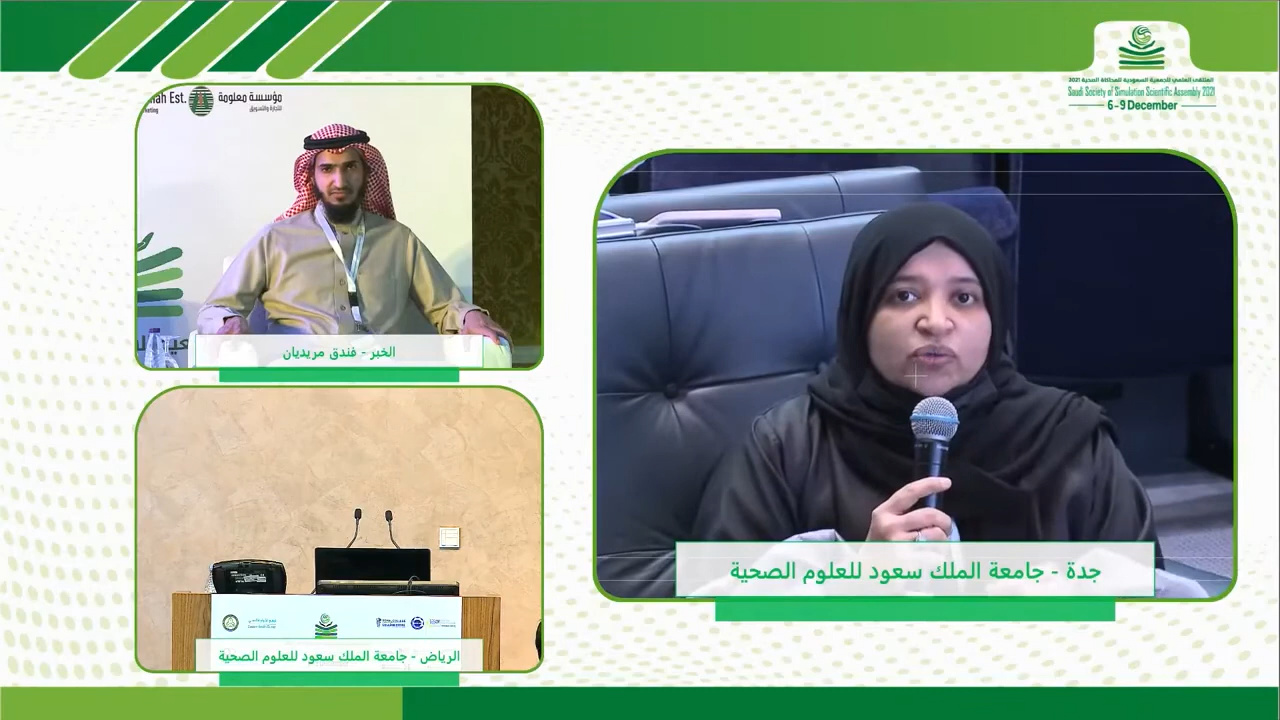 الملتقى العلمي للجمعية السعودية للمحاكاة الصحية 2021
Saudi Society of Simulation Scientific Assembly 2021
6 - 9 December
Est.
مؤسسة معلومة
للتجارة والتسويق
الخبر - فندق مريديان
جدة - جامعة الملك سعود للعلوم الصحية
الرياض - جامعة الملك سعود للعلوم الصحية